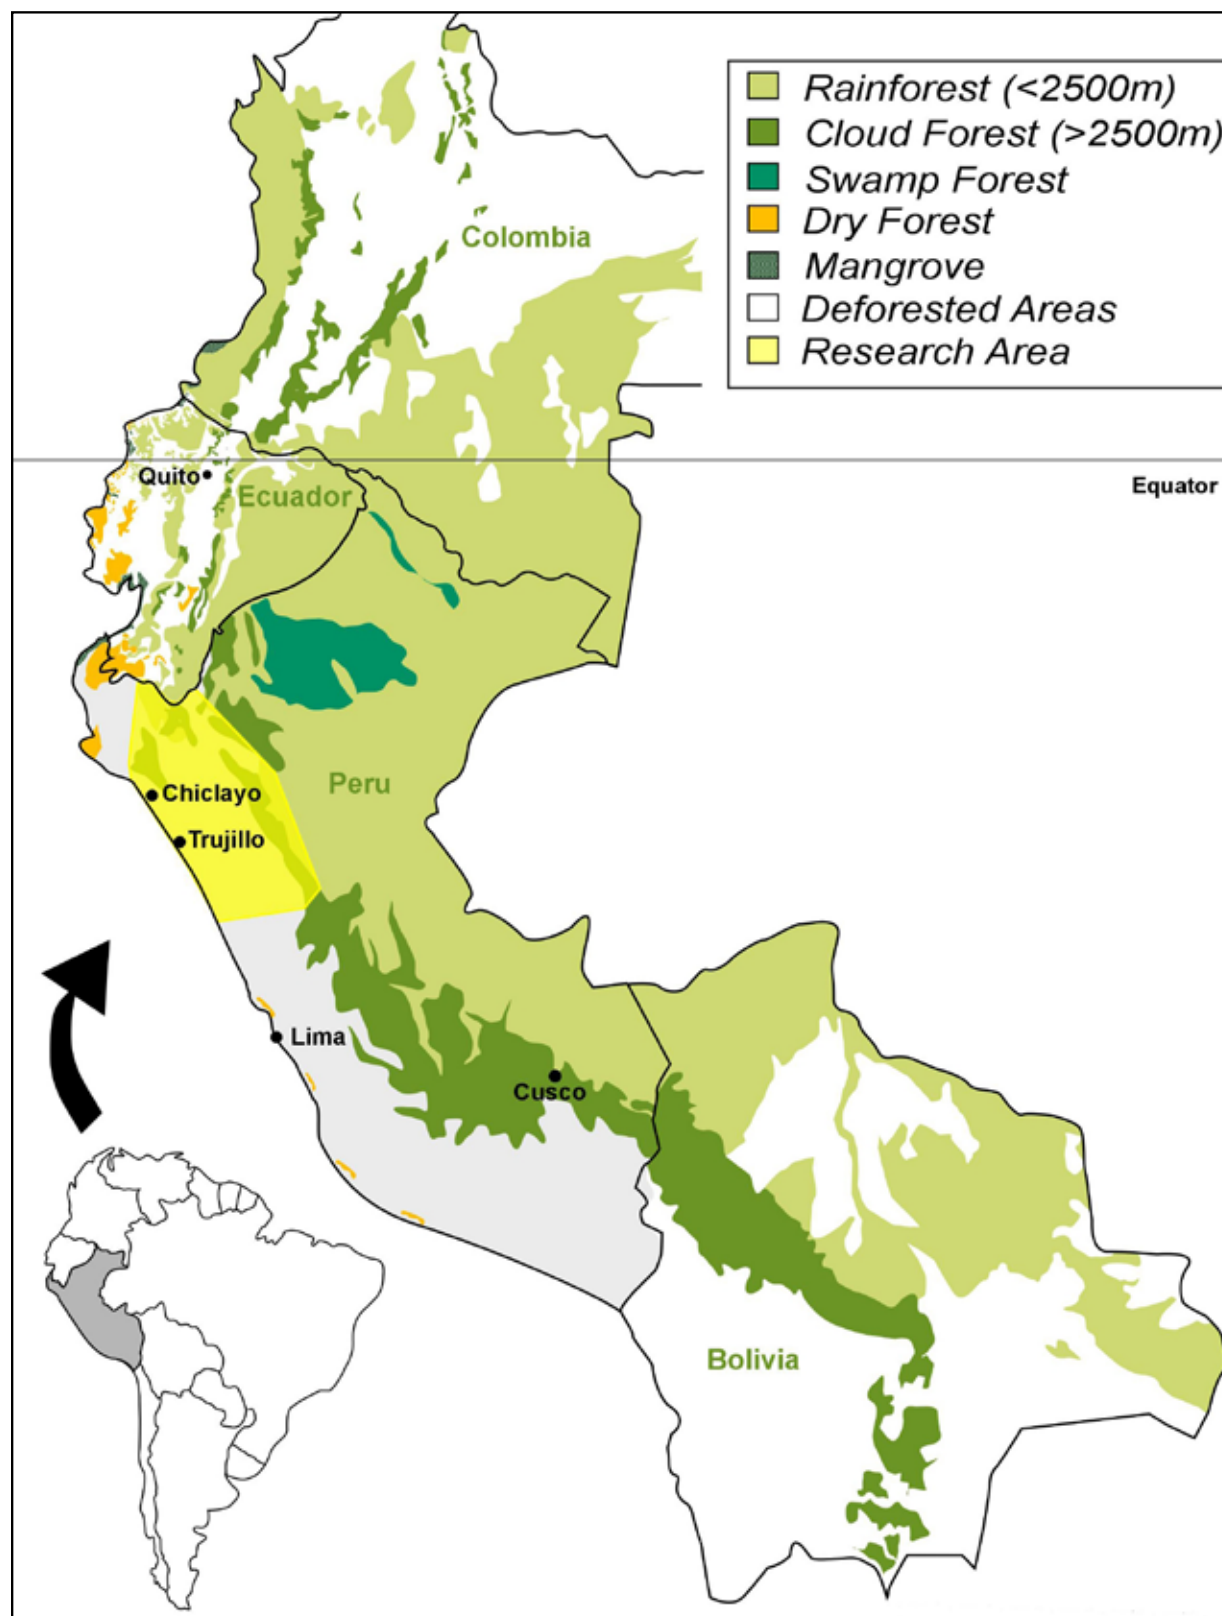 Rainforest (<2500m)
Cloud Forest (>2500m)
Swamp Forest
Dry Forest
Mangrove
Deforested Areas
Research Area
Colombia
Quito
Ecuador
Equator
Peru
Chiclayo
Trujillo
Lima
Cusco
Bolivia